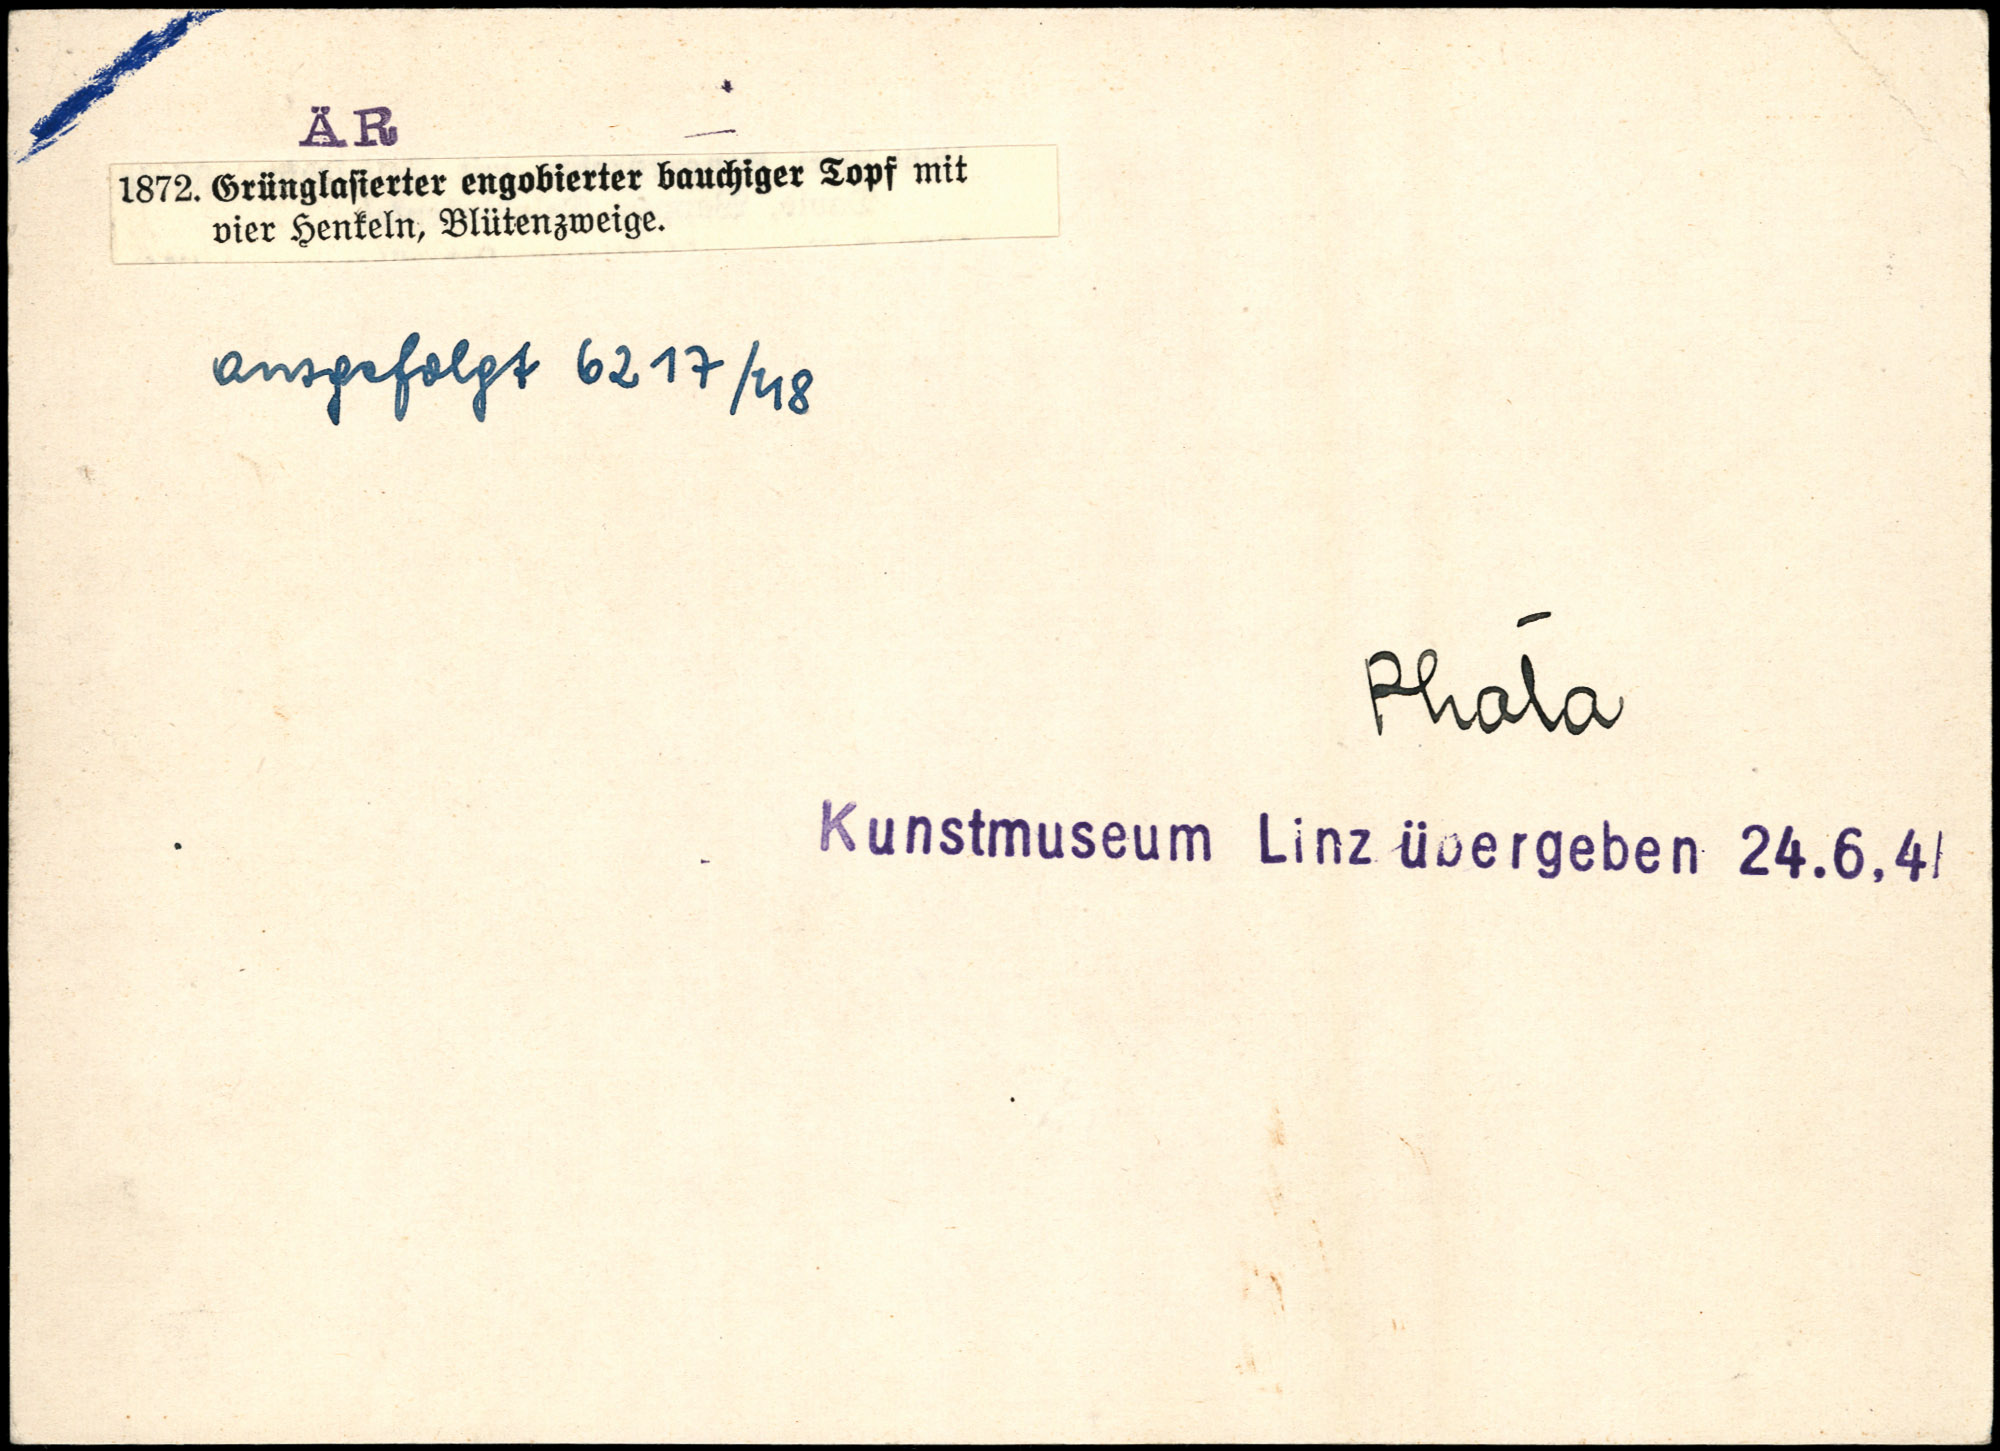 ÄR
1872. Grünglasierter engobierter bauchiger Topf mit
vier Henkeln, Blütenzweige.
ausgefolgt 6217/48
Kunstmuseum Linz übergeben 24.6.41